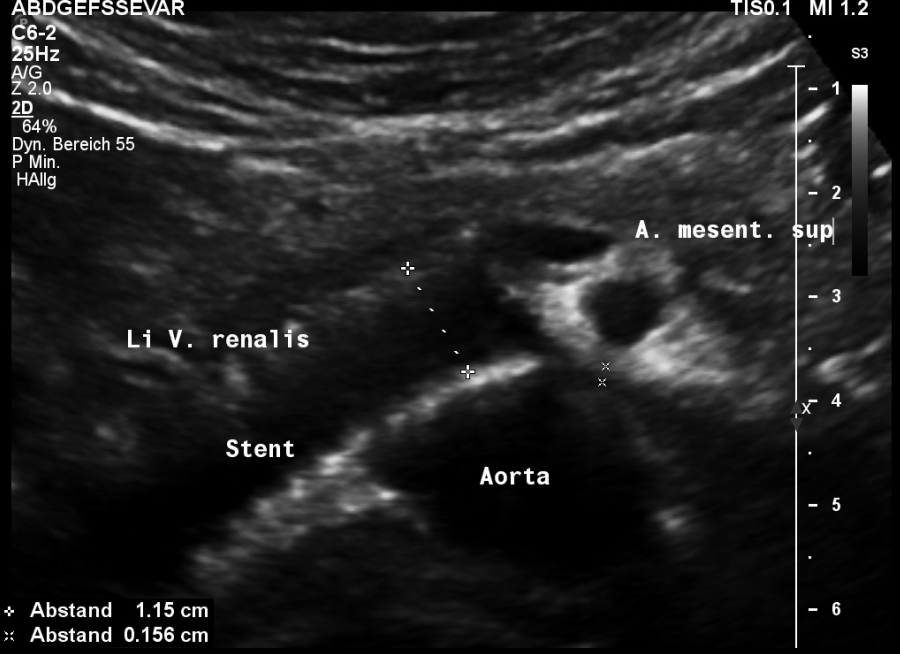 ABDGEFSSEVAR
TIS0.1 MI 1.2
C6-2
25Hz
A/G
Z 2.0
2D
64%
Dyn. Bereich 55
P Min.
HAllg
S3
1
2
A. mesent. sup
3
Li V. renalis
4
X
Stent
Aorta
5
6
Abstand 1.15 cm
Abstand 0.156 cm